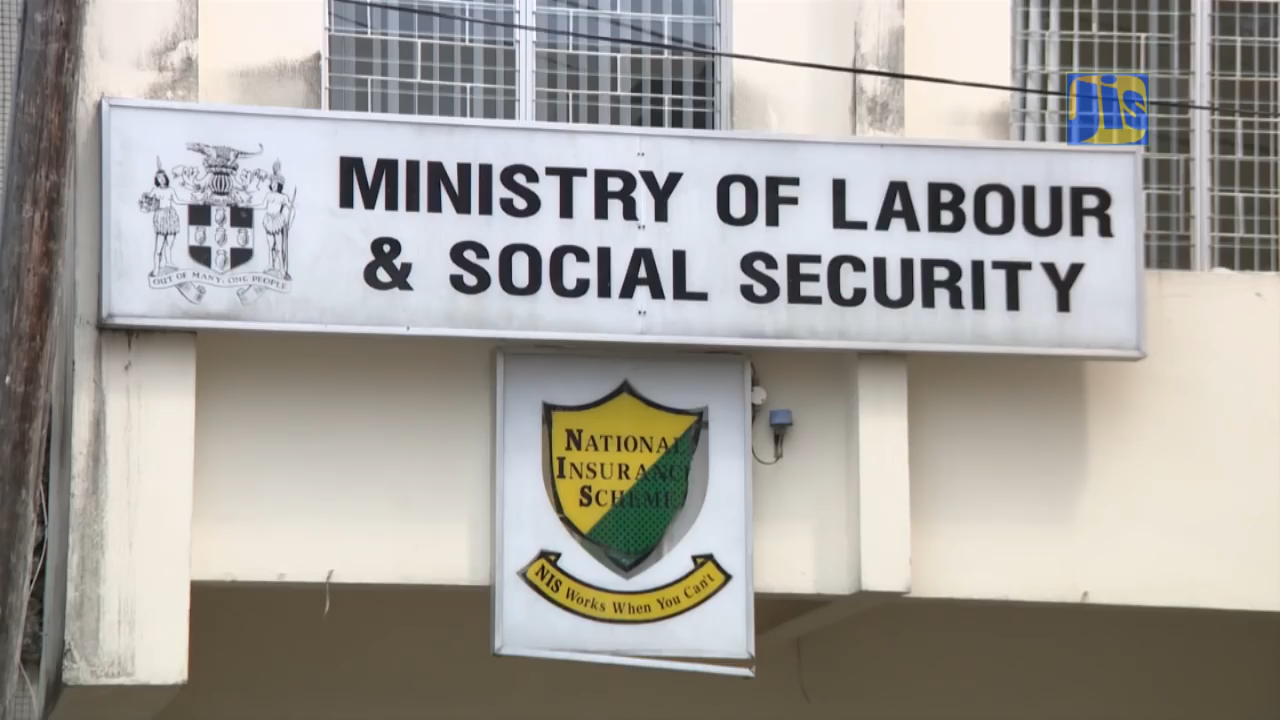 Jis
MINISTRY OF LABOUR
& SOCIAL SECURITY
OUT OF MANY, ONE PEOPLE
NATIONAL
INSURANCE
SCHEME
NIS WORKS WHEN YOU CAN'T